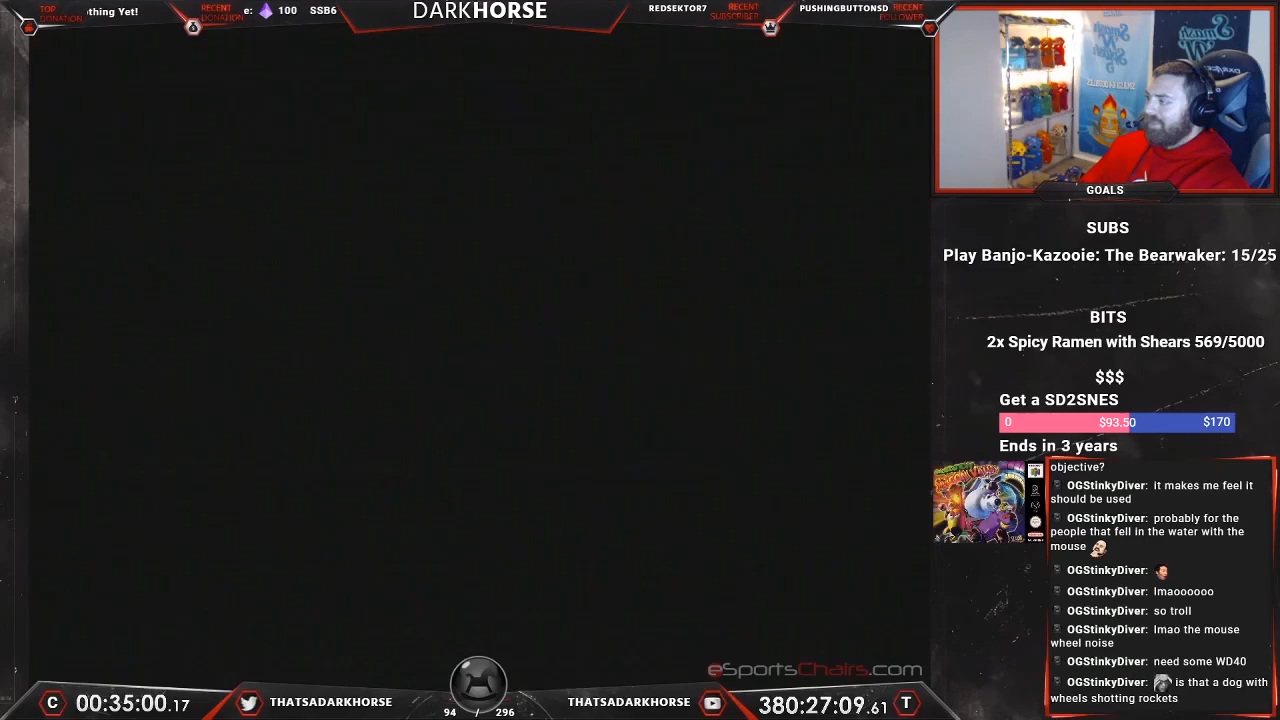 TOP
DONATION
othing Yet!
RECENT
DONATION
e: 100 SSB6
DARKHORSE
REDSEKTOR7
RECENT
SUBSCRIBER
PUSHINGBUTTONSD
RECENT
FOLLOWER
GOALS
SUBS
Play Banjo-Kazooie: The Bearwaker: 15/25
BITS
2x Spicy Ramen with Shears 569/5000
$$$
Get a SD2SNES
0 $93.50 $170
Ends in 3 years
objective?
OGStinkyDiver: it makes me feel it
should be used
OGStinkyDiver: probably for the
people that fell in the water with the
mouse
OGStinkyDiver:
OGStinkyDiver: lmaoooooo
OGStinkyDiver: so troll
OGStinkyDiver: lmao the mouse
wheel noise
OGStinkyDiver: need some WD40
OGStinkyDiver: is that a dog with
wheels shotting rockets
eSportsChairs.com
C 00:35:00.17
THATSADARKHORSE
94 / 296
THATSADARKHORSE
380:27:09.61 T